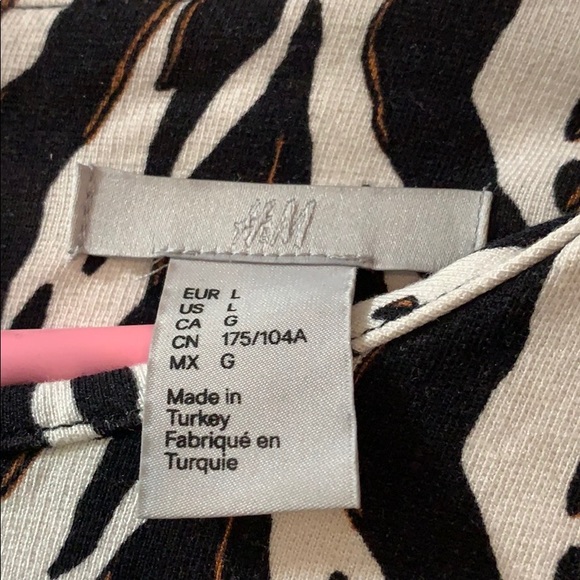 H&M
EUR L
US L
CA G
CN 175/104A
MX G
Made in
Turkey
Fabriqué en
Turquie